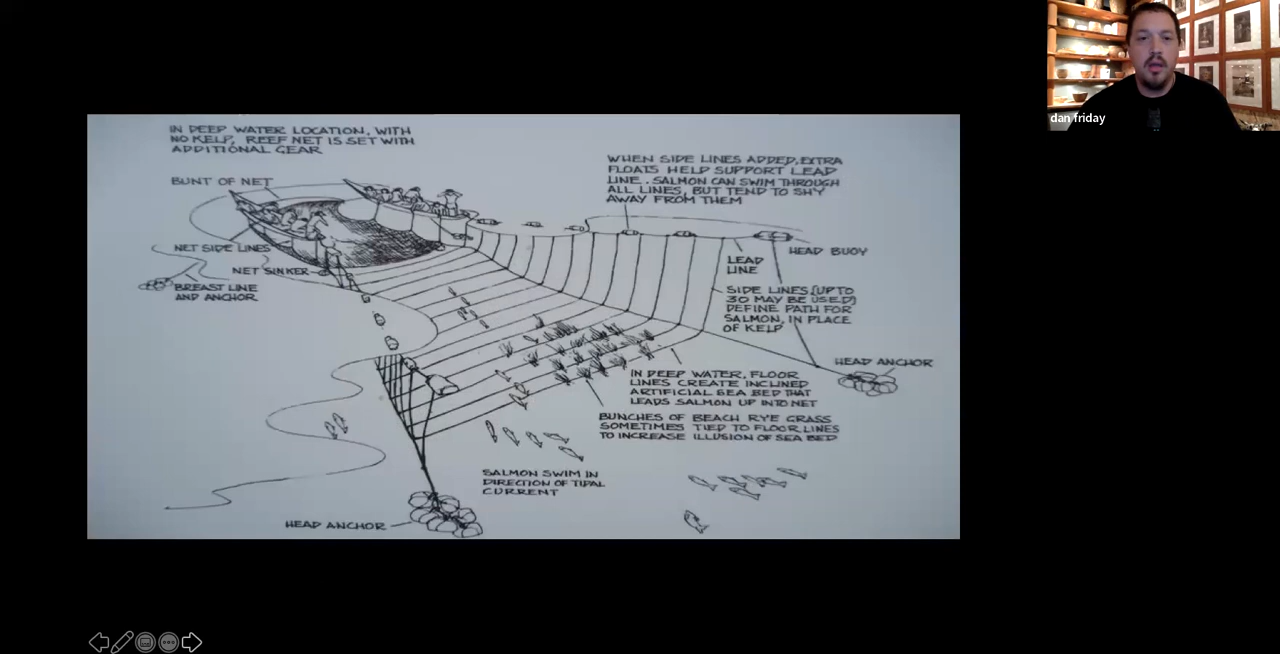 dan friday
IN DEEP WATER LOCATION, WITH
NO KELP, REEF NET IS SET WITH
ADDITIONAL GEAR
BUNT OF NET
WHEN SIDE LINES ADDED, EXTRA
FLOATS HELP SUPPORT LEAD
LINE. SALMON CAN SWIM THROUGH
ALL LINES, BUT TEND TO SHY
AWAY FROM THEM
NET SIDE LINES
NET SINKER
BREAST LINE
AND ANCHOR
HEAD BUOY
LEAD
LINE
SIDE LINES (UP TO
30 MAY BE USED)
DEFINE PATH FOR
SALMON, IN PLACE
OF KELP
HEAD ANCHOR
IN DEEP WATER, FLOOR
LINES CREATE INCLINED
ARTIFICIAL SEA BED THAT
LEADS SALMON UP INTO NET
BUNCHES OF BEACH RYE GRASS
SOMETIMES TIED TO FLOOR LINES
TO INCREASE ILLUSION OF SEA BED
SALMON SWIM IN
DIRECTION OF TIDAL
CURRENT
HEAD ANCHOR